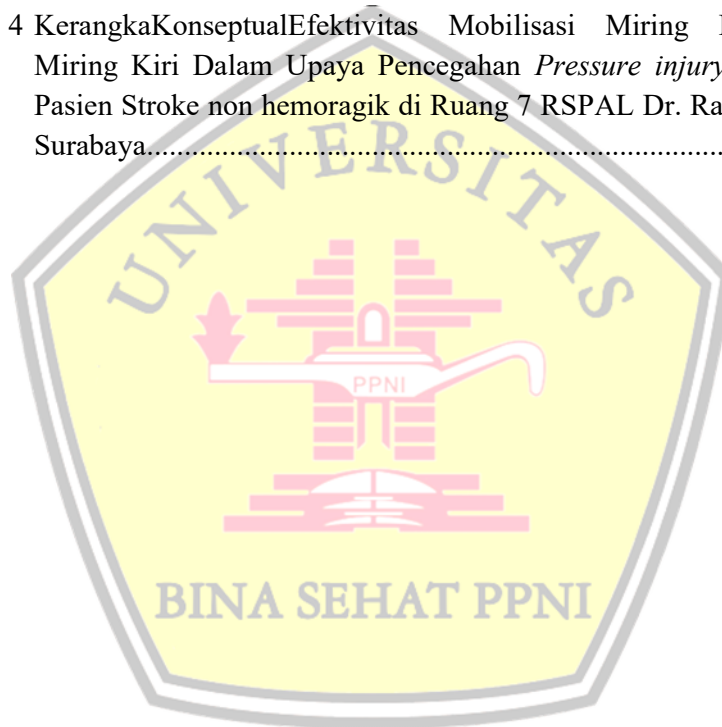 4 KerangkaKonseptualEfektivitas Mobilisasi Miring
Miring Kiri Dalam Upaya Pencegahan Pressure injury
Pasien Stroke non hemoragik di Ruang 7 RSPAL Dr. Ra
Surabaya..........................................................................
UNIVERSITAS
PPNI
BINA SEHAT PPNI